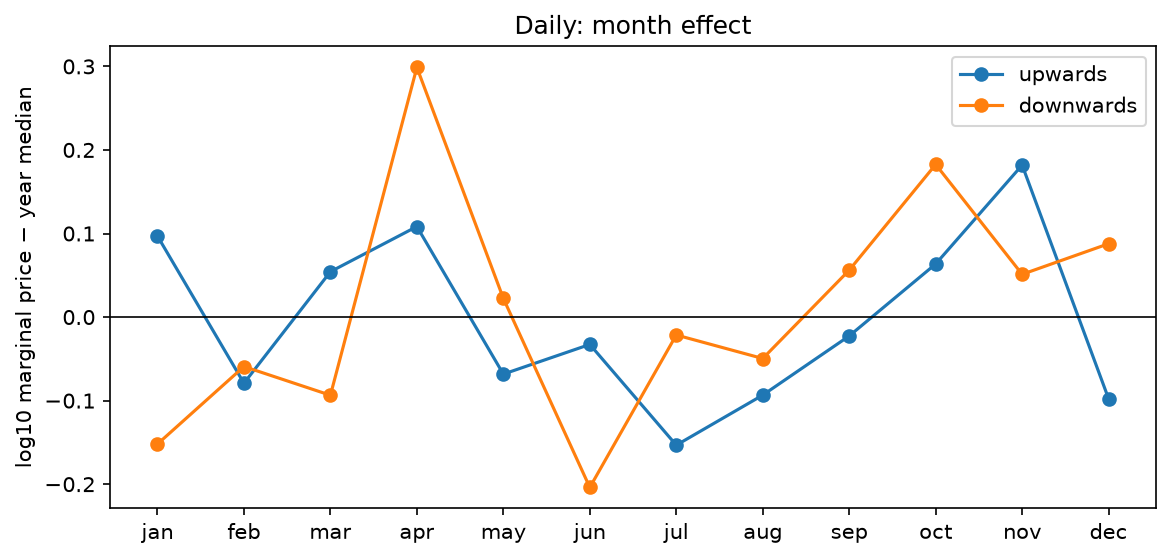 Daily: month effect
log10 marginal price − year median
0.3
0.2
0.1
0.0
−0.1
−0.2
upwards
downwards
jan feb mar apr may jun jul aug sep oct nov dec